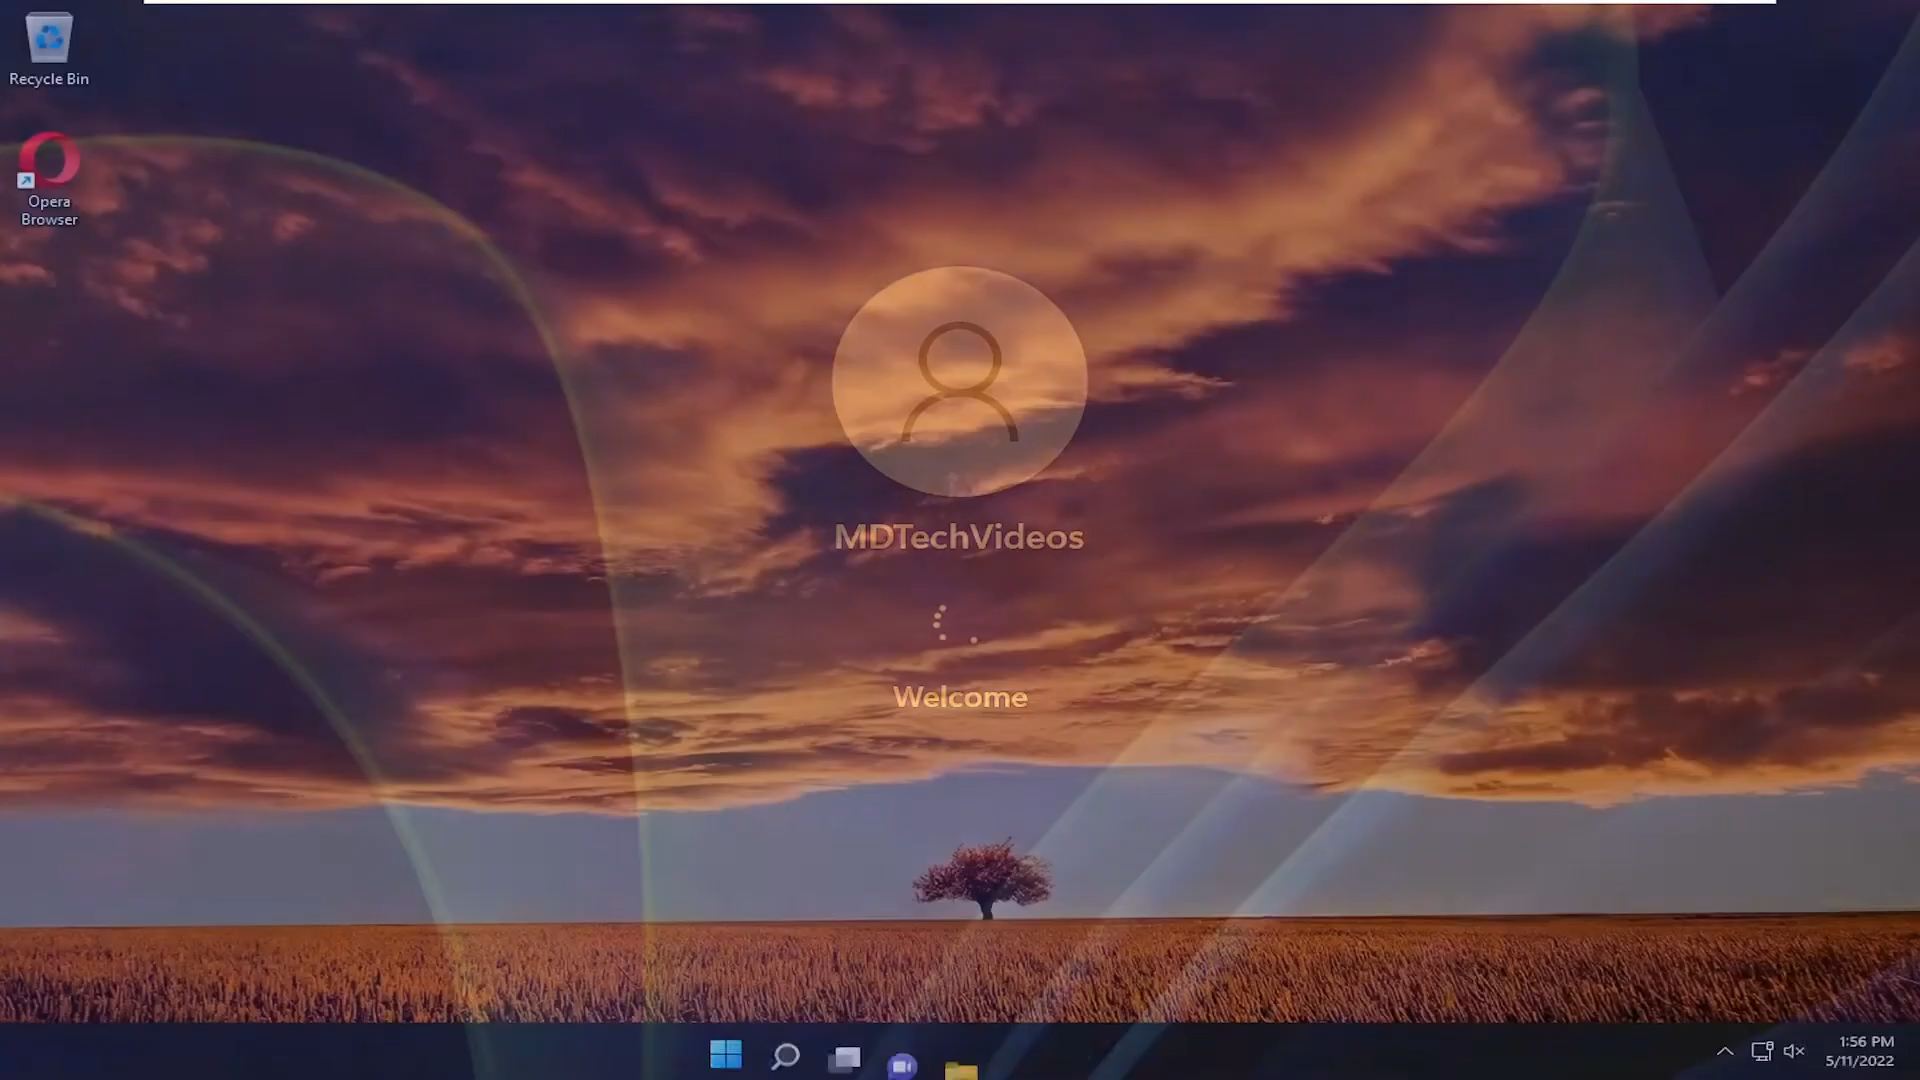 Recycle Bin
Opera
Browser
MDTechVideos
Welcome
1:56 PM
5/11/2022